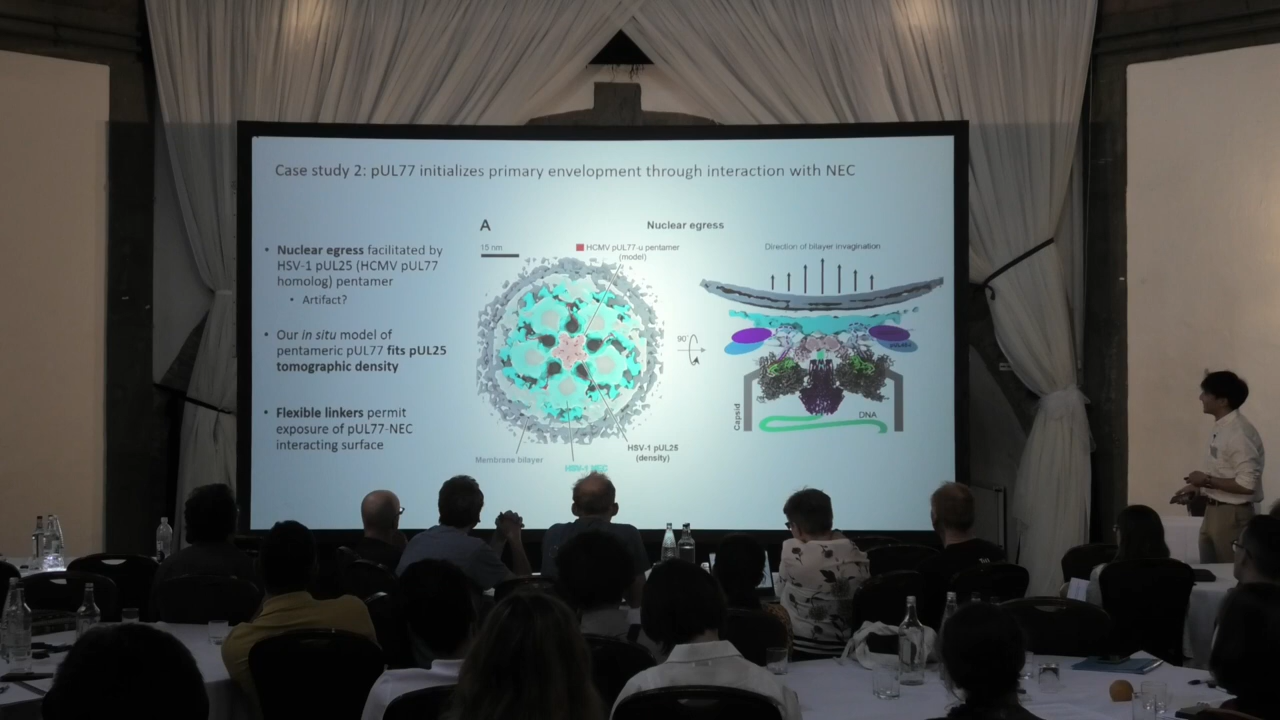 Case study 2: pUL77 initializes primary envelopment through interaction with NEC
• Nuclear egress facilitated by
HSV-1 pUL25 (HCMV pUL77
homolog) pentamer
• Artifact?
• Our in situ model of
pentameric pUL77 fits pUL25
tomographic density
• Flexible linkers permit
exposure of pUL77-NEC
interacting surface
A
Nuclear egress
15 nm
HCMV pUL77-u pentamer
(model)
Direction of bilayer invagination
90°
Capsid
DNA
HSV-1 pUL25
(density)
Membrane bilayer
HSV-1 NEC